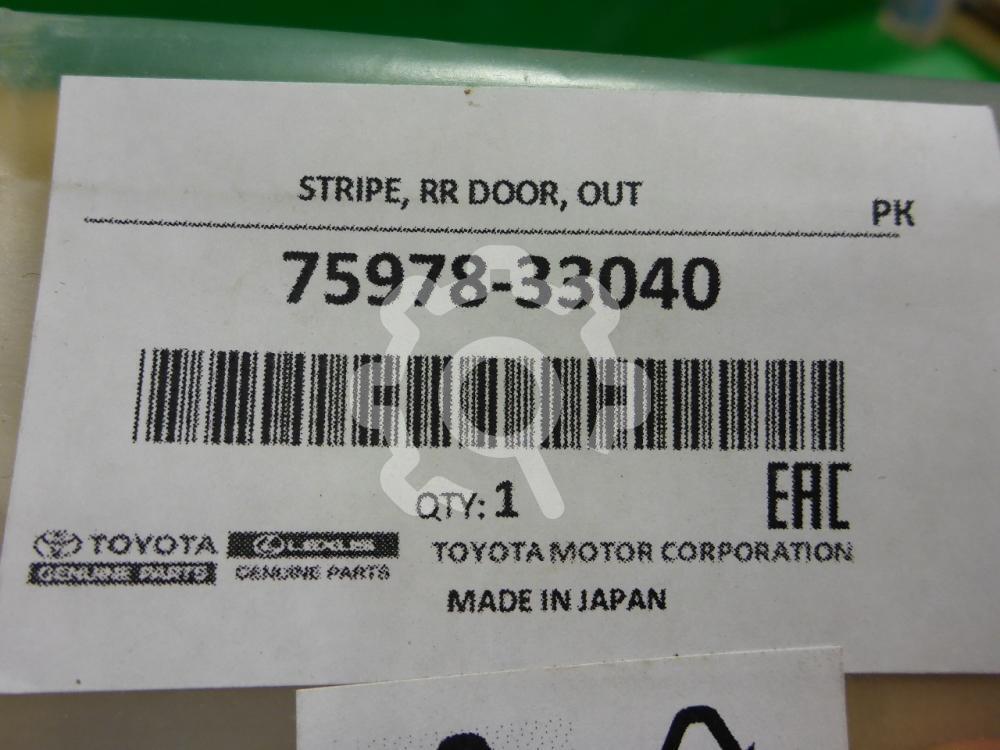 STRIPE, RR DOOR, OUT
PK
75978-33040
QTY: 1
EAC
TOYOTA
GENUINE PARTS
LEXUS
GENUINE PARTS
TOYOTA MOTOR CORPORATION
MADE IN JAPAN